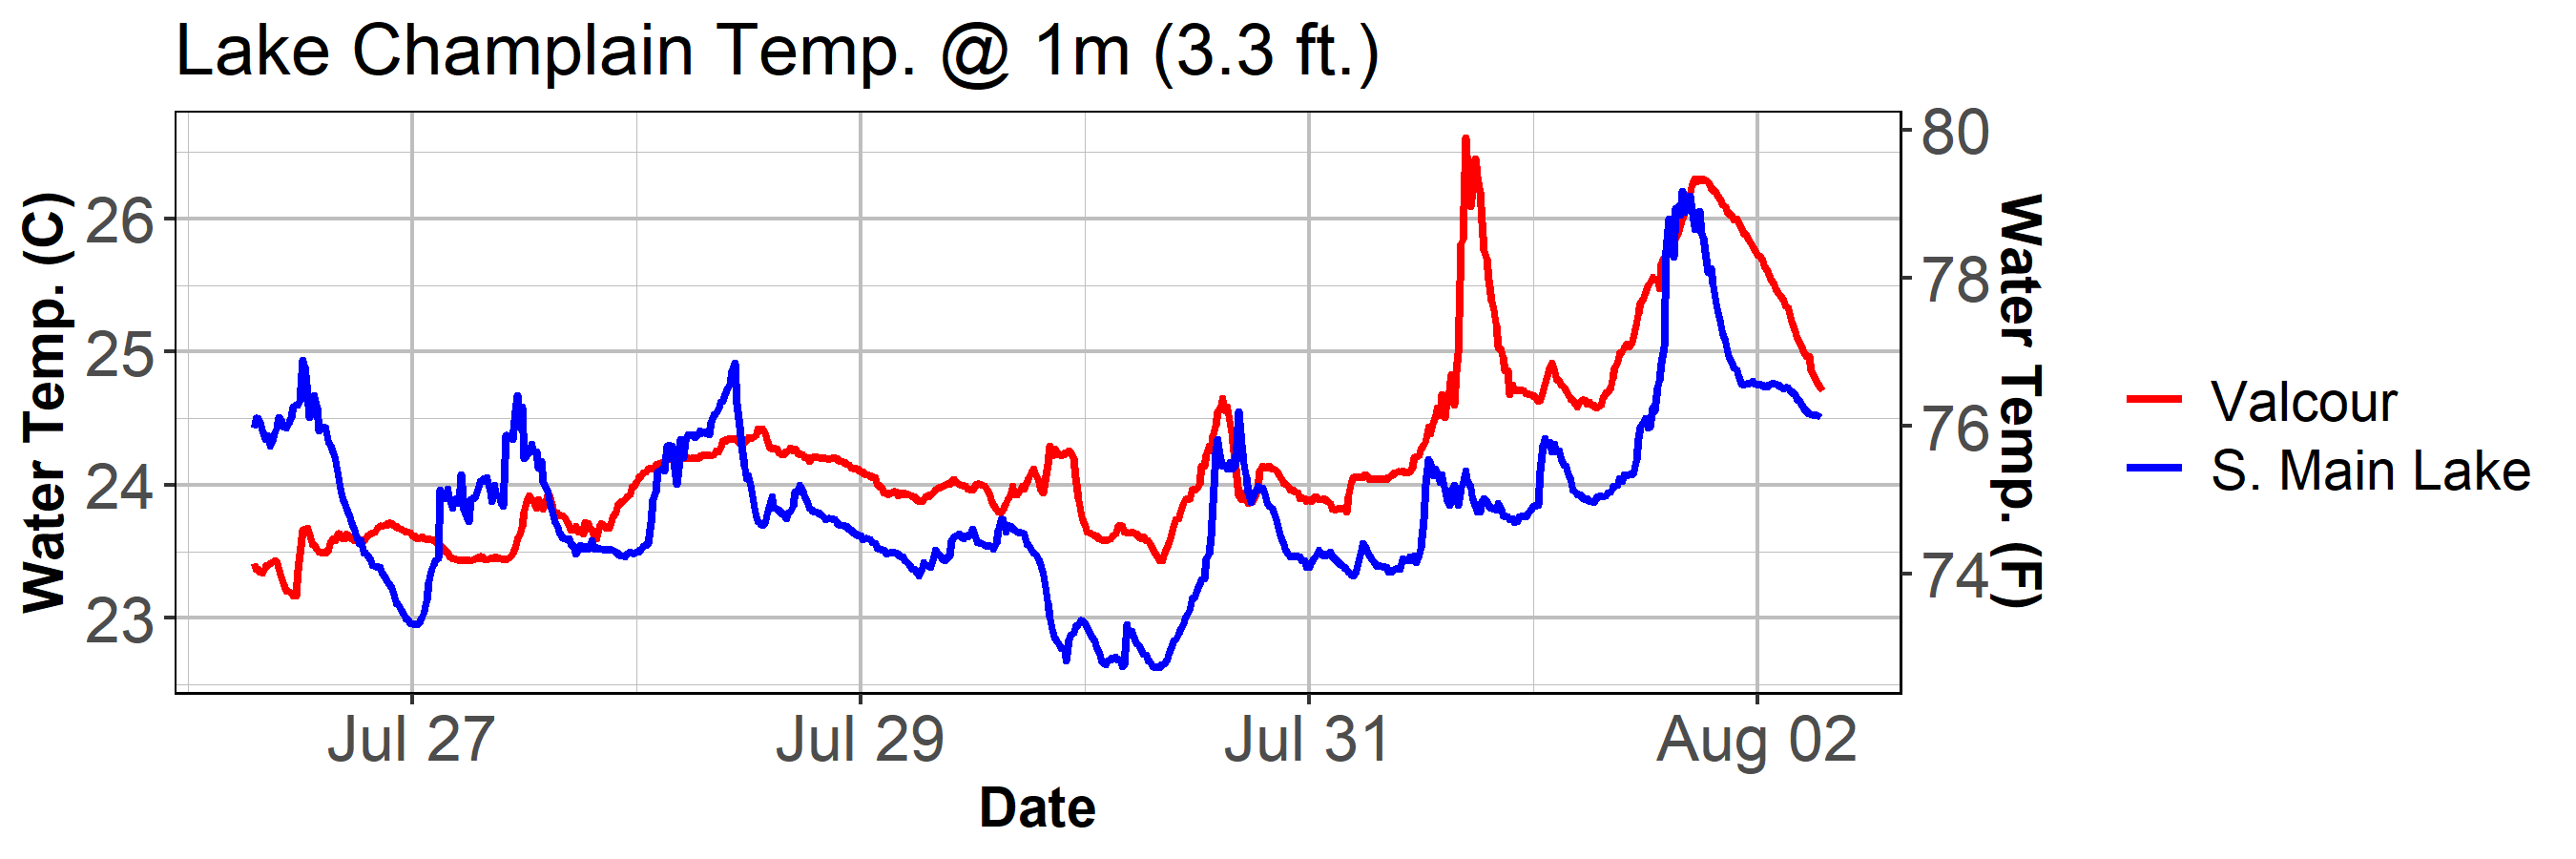 Lake Champlain Temp. @ 1m (3.3 ft.)
Water Temp. (C)
26
25
24
23
80
78
76
74
Water Temp. (F)
Jul 27
Jul 29
Jul 31
Aug 02
Date
Valcour
S. Main Lake